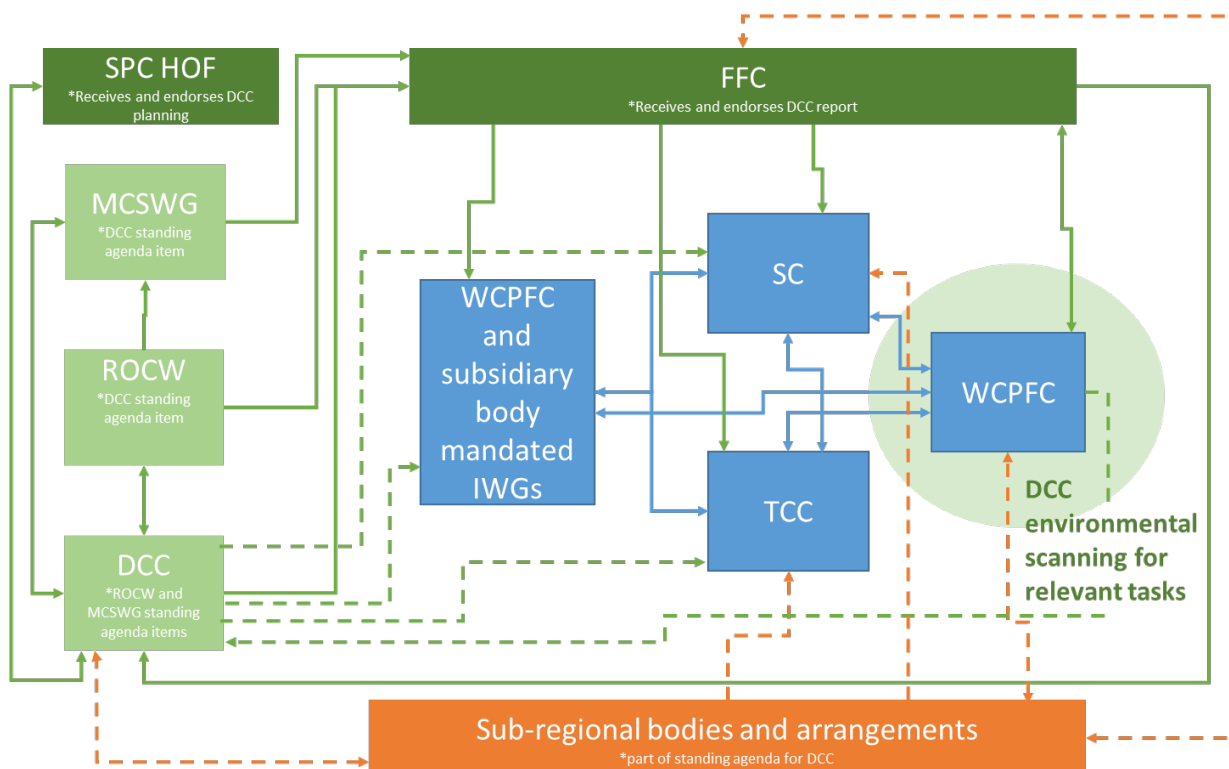 SPC HOF
*Receives and endorses DCC
planning
FFC
*Receives and endorses DCC report
MCSWG
*DCC standing
agenda item
ROCW
*DCC standing
agenda item
DCC
*ROCW and
MCSWG standing
agenda items
WCPFC
and
subsidiary
body
mandated
IWGs
SC
TCC
WCPFC
DCC
environmental
scanning for
relevant tasks
Sub-regional bodies and arrangements
*part of standing agenda for DCC